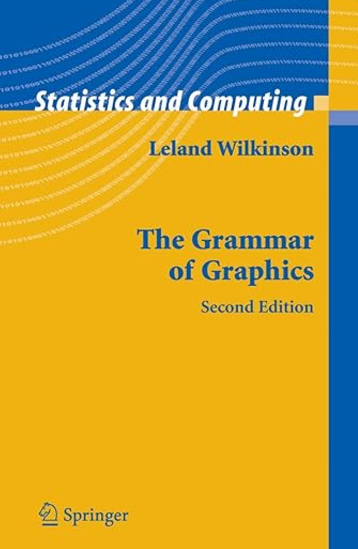 Statistics and Computing
Leland Wilkinson
The Grammar
of Graphics
Second Edition
Springer